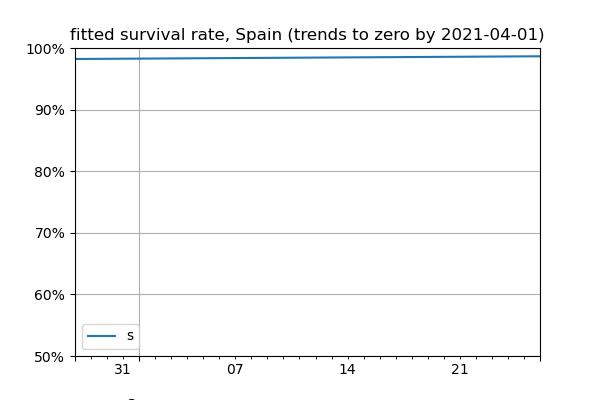 fitted survival rate, Spain (trends to zero by 2021-04-01)
100%
90%
80%
70%
60%
50%
s
31 07 14 21